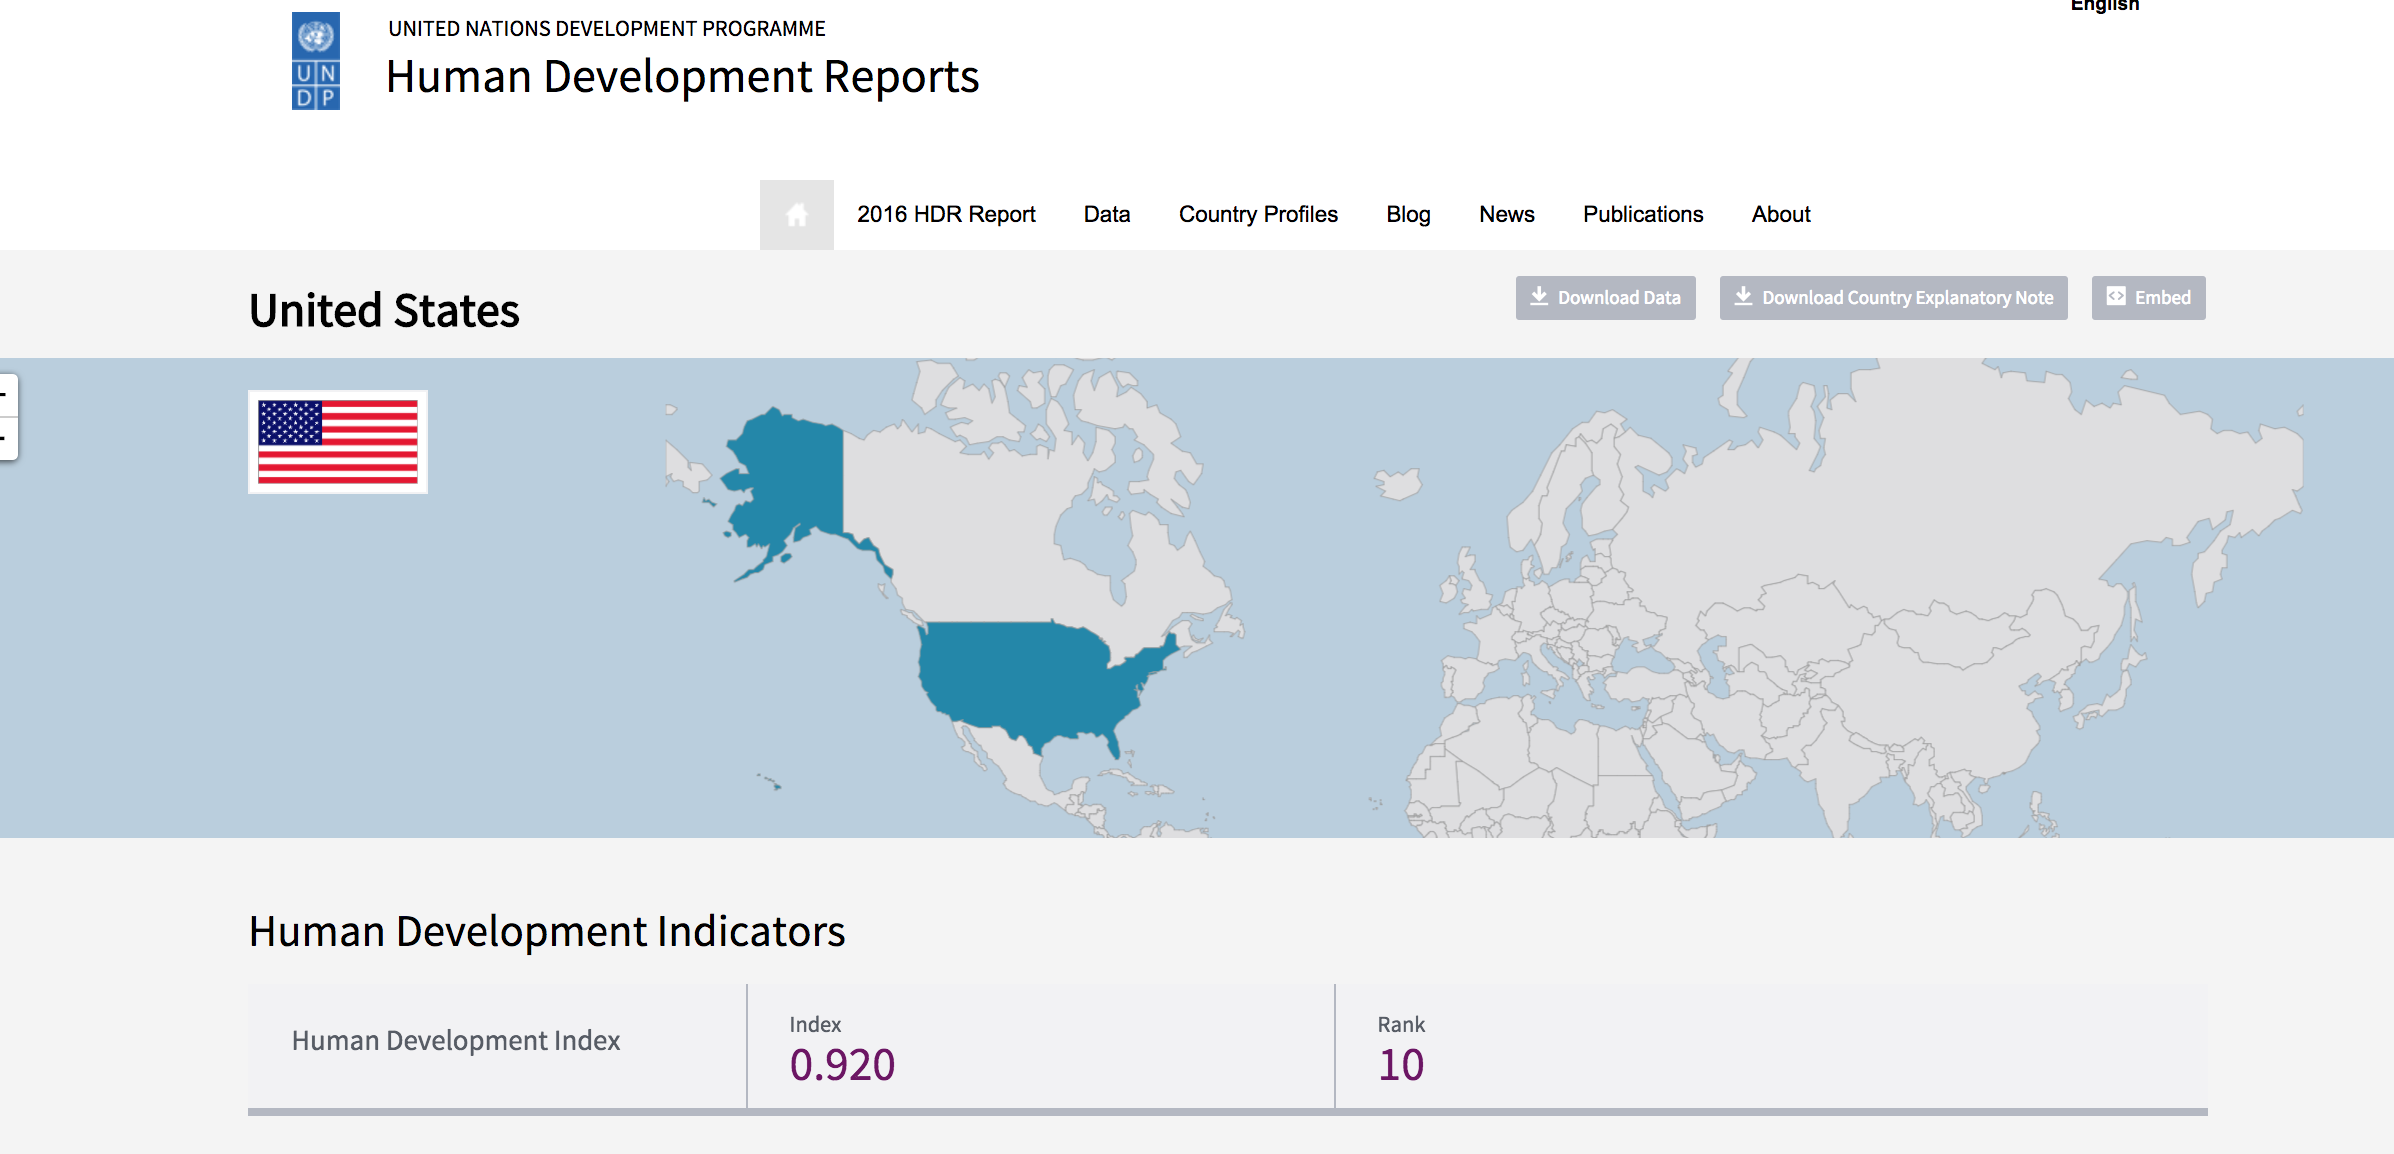 English
UN
DP
UNITED NATIONS DEVELOPMENT PROGRAMME
Human Development Reports
2016 HDR Report Data Country Profiles Blog News Publications About
United States
Download Data Download Country Explanatory Note Embed
Human Development Indicators
Human Development Index
Index
0.920
Rank
10